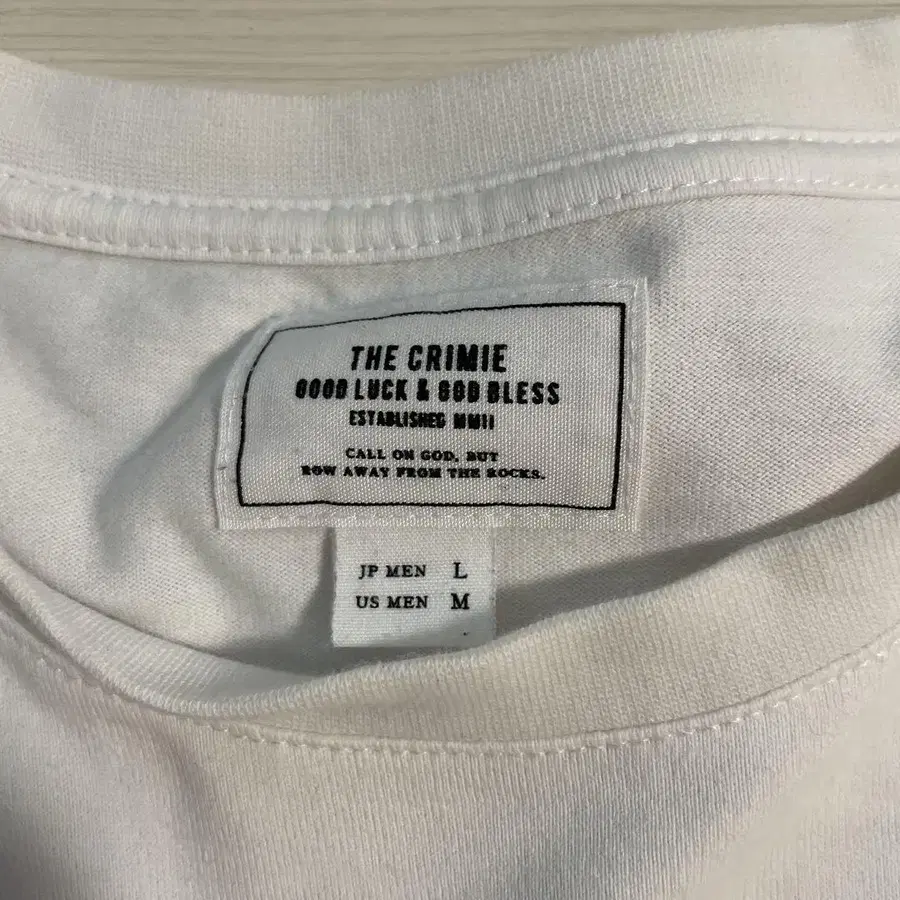 THE CRIMIE
GOOD LUCK & GOD BLESS
ESTABLISHED MMII
CALL ON GOD, BUT
ROW AWAY FROM THE ROCKS.
JP MEN L
US MEN M